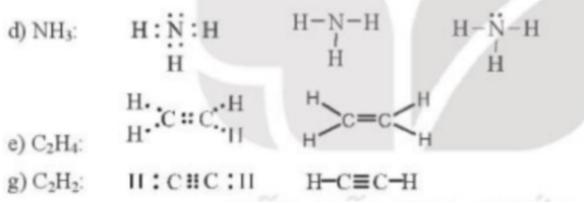 d) NH₃: H:N̈:H H–N–H H–N̈–H
H H H
e) C₂H₄: H H C::C H H H H C=C H H
g) C₂H₂: H:C⋮⋮C:H H–C≡C–H